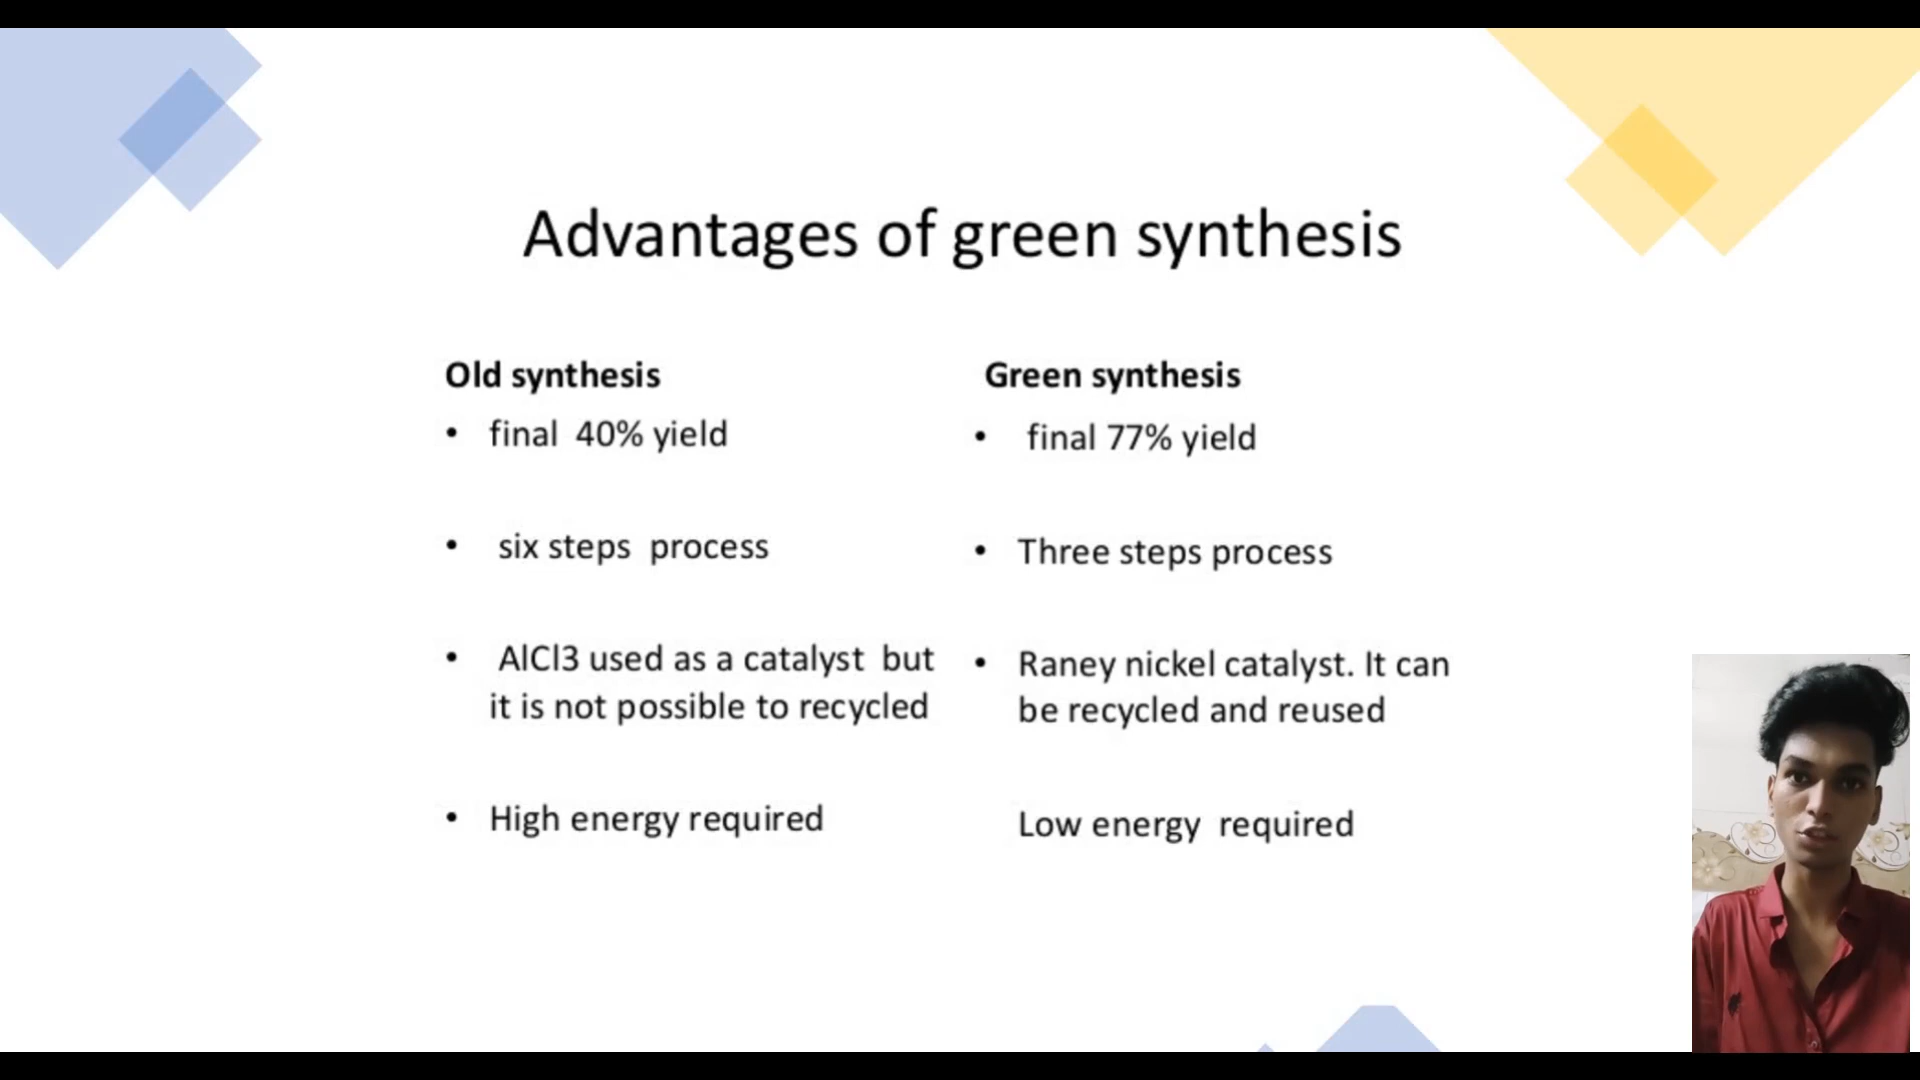 Advantages of green synthesis
Old synthesis
• final 40% yield
• six steps process
• AlCl3 used as a catalyst but
it is not possible to recycled
• High energy required
Green synthesis
• final 77% yield
• Three steps process
• Raney nickel catalyst. It can
be recycled and reused
Low energy required